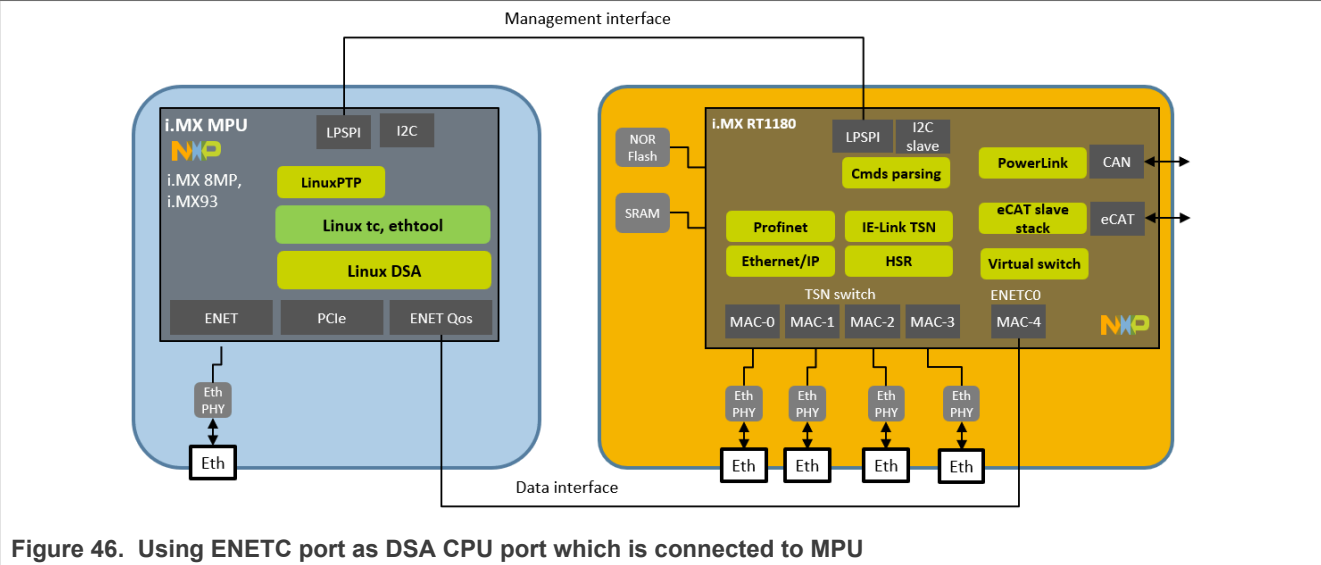 Management interface
i.MX MPU
NXP
i.MX 8MP,
i.MX93
LPSPI
I2C
LinuxPTP
Linux tc, ethtool
Linux DSA
ENET
PCIe
ENET Qos
Eth
PHY
Eth
NOR
Flash
SRAM
i.MX RT1180
LPSPI
I2C
slave
Cmds parsing
PowerLink
CAN
Profinet
IE-Link TSN
eCAT slave
stack
eCAT
Ethernet/IP
HSR
Virtual switch
TSN switch
ENETC0
MAC-0
MAC-1
MAC-2
MAC-3
MAC-4
NXP
Eth
PHY
Eth
PHY
Eth
PHY
Eth
PHY
Eth
Eth
Eth
Eth
Data interface
Figure 46. Using ENETC port as DSA CPU port which is connected to MPU